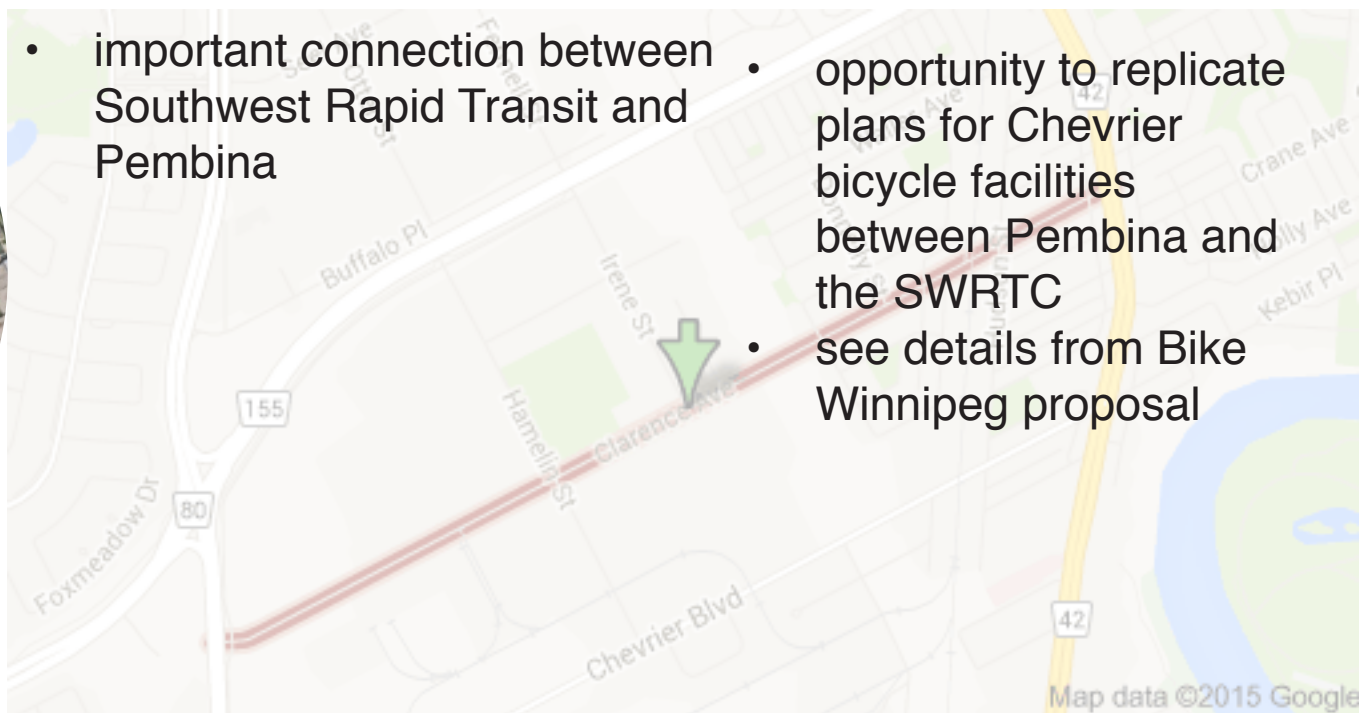 • important connection between
Southwest Rapid Transit and
Pembina
• opportunity to replicate
plans for Chevrier
bicycle facilities
between Pembina and
the SWRTC
• see details from Bike
Winnipeg proposal
42
Crane Ave
Kebir Pl
Buffalo Pl
Irene St
155
Hamelin St
Clarence Ave
80
Foxmeadow Dr
Chevrier Blvd
42
Map data ©2015 Google